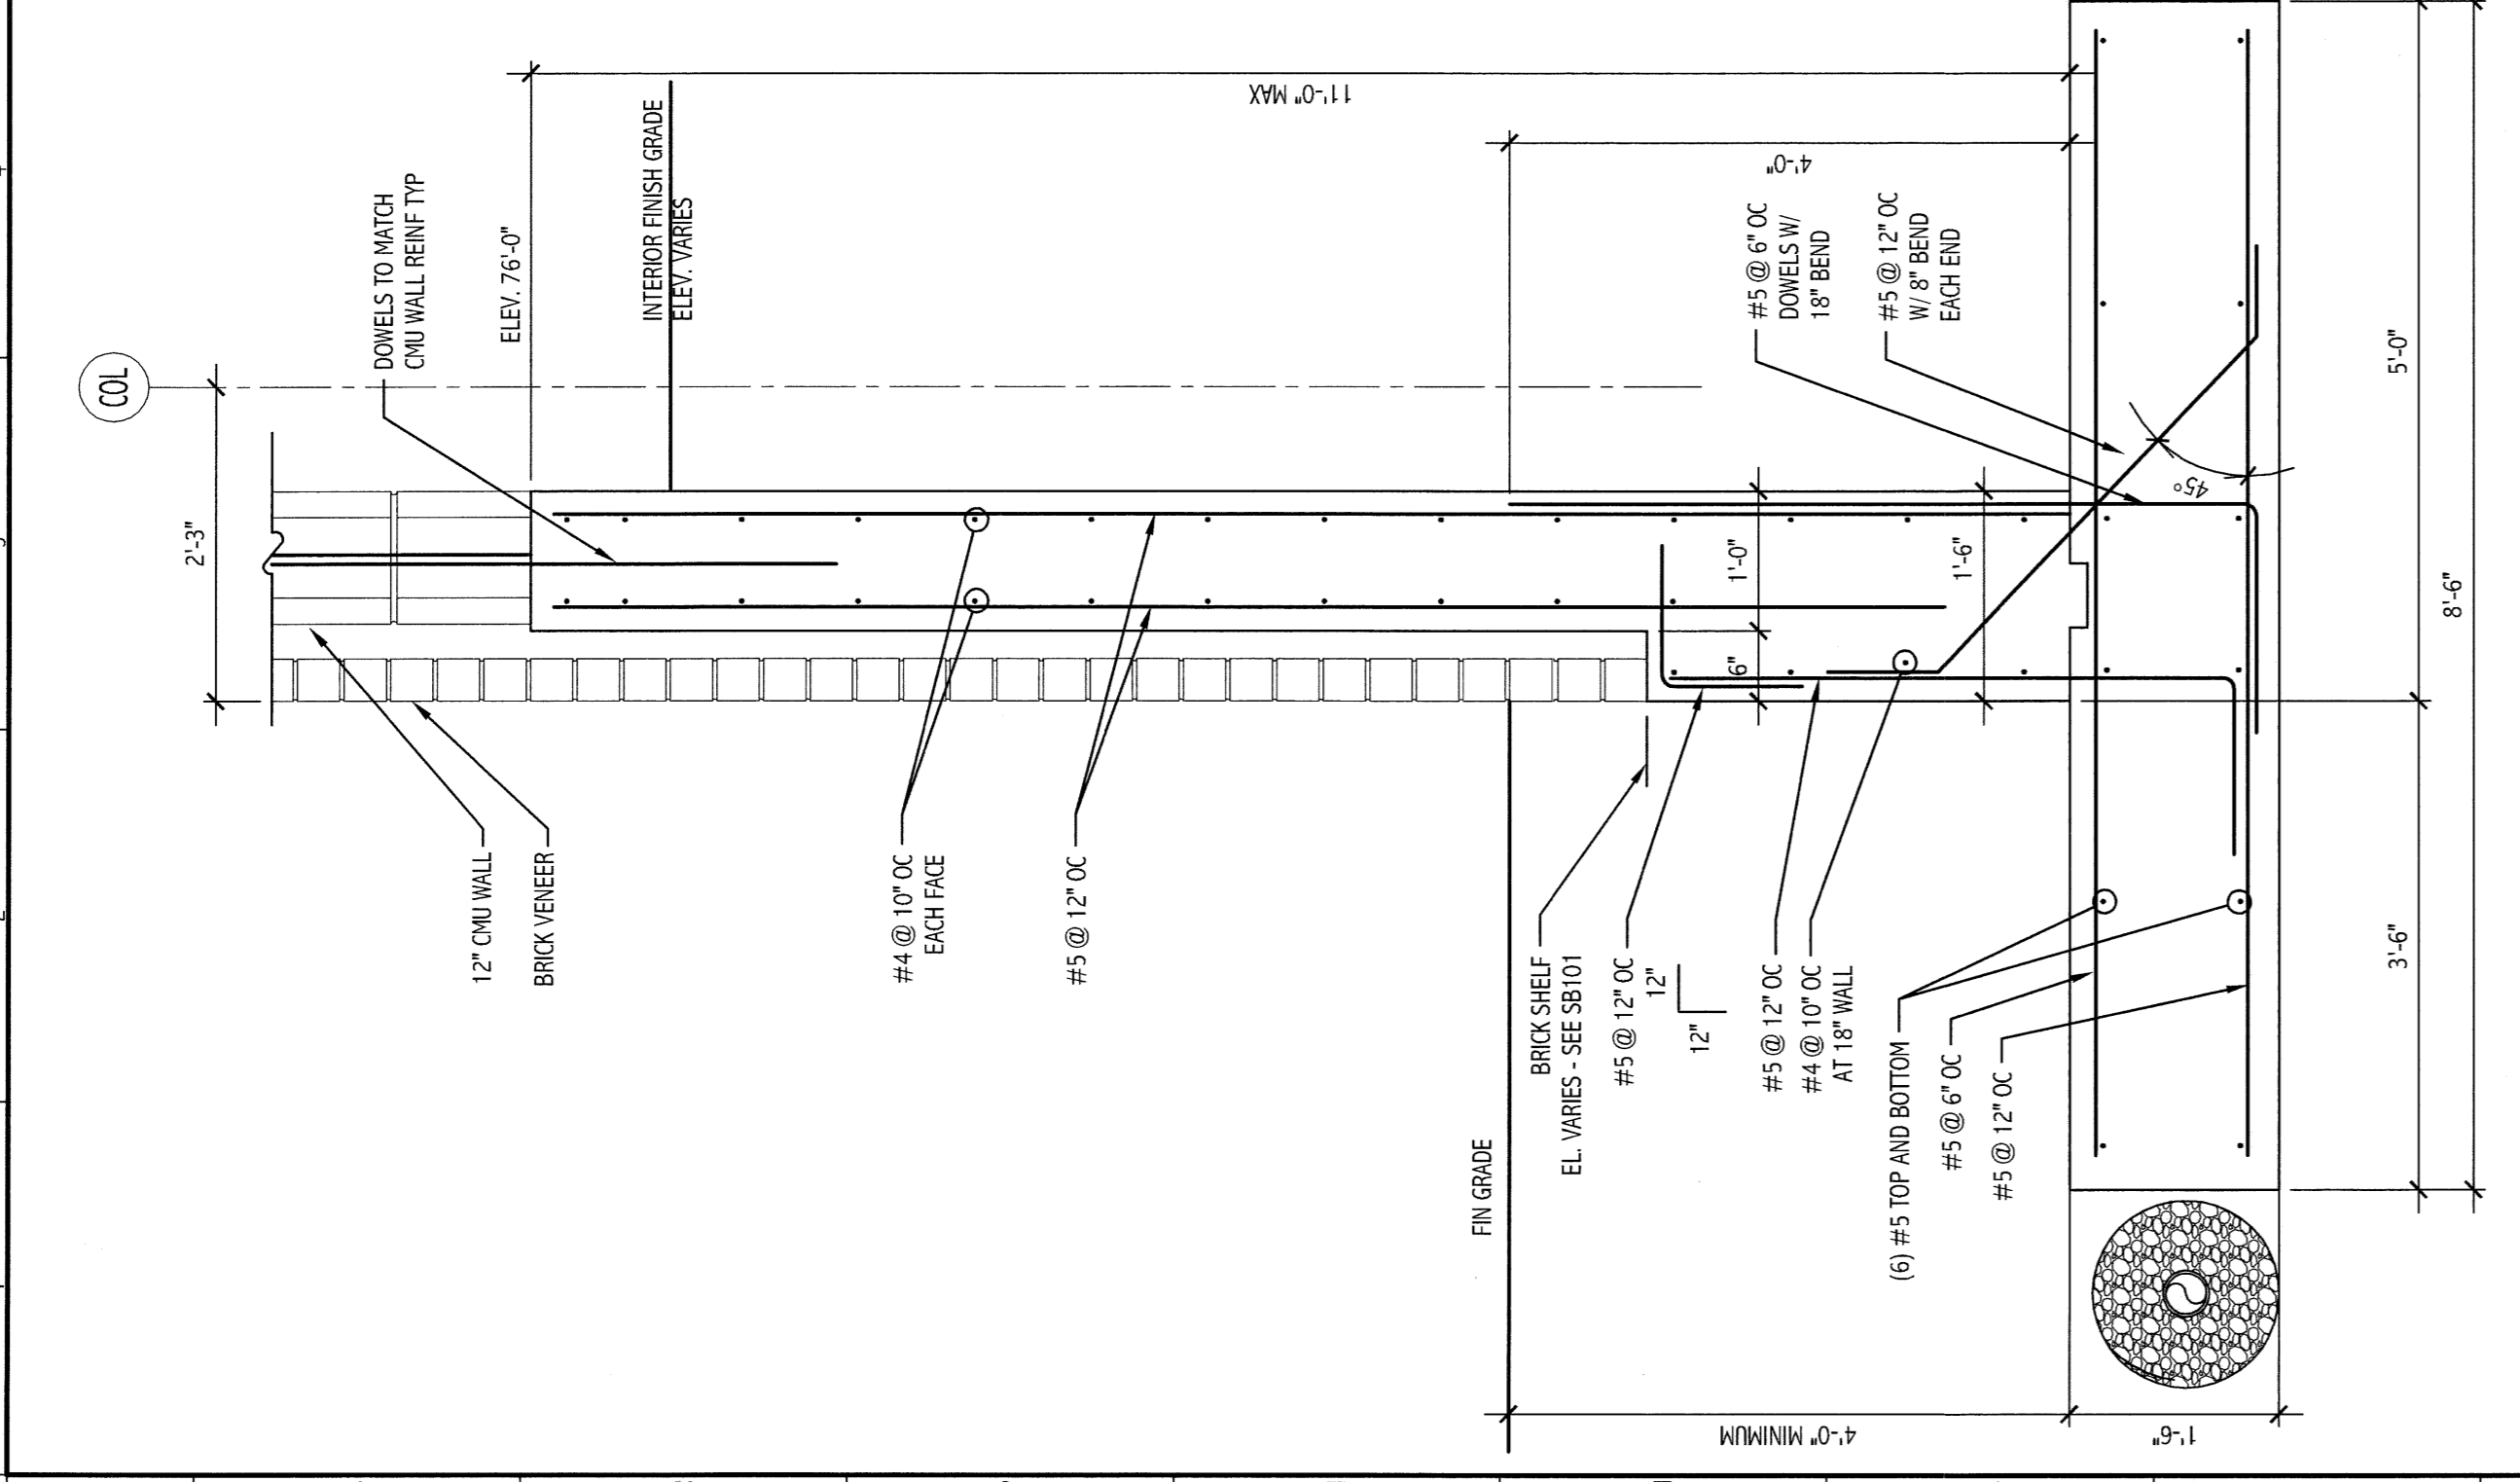 COL
2'-3"
DOWELS TO MATCH
CMU WALL REINF TYP
ELEV. 76'-0"
INTERIOR FINISH GRADE
ELEV. VARIES
11'-0" MAX
4'-0"
#5 @ 6" OC
DOWELS W/
18" BEND
#5 @ 12" OC
W/ 8" BEND
EACH END
45°
1'-0"
6"
1'-6"
12" CMU WALL
BRICK VENEER
#4 @ 10" OC
EACH FACE
#5 @ 12" OC
BRICK SHELF
EL. VARIES - SEE SB101
#5 @ 12" OC
12"
12"
#5 @ 12" OC
#4 @ 10" OC
AT 18" WALL
FIN GRADE
(6) #5 TOP AND BOTTOM
#5 @ 6" OC
#5 @ 12" OC
4'-0" MINIMUM
1'-6"
3'-6"
5'-0"
8'-6"